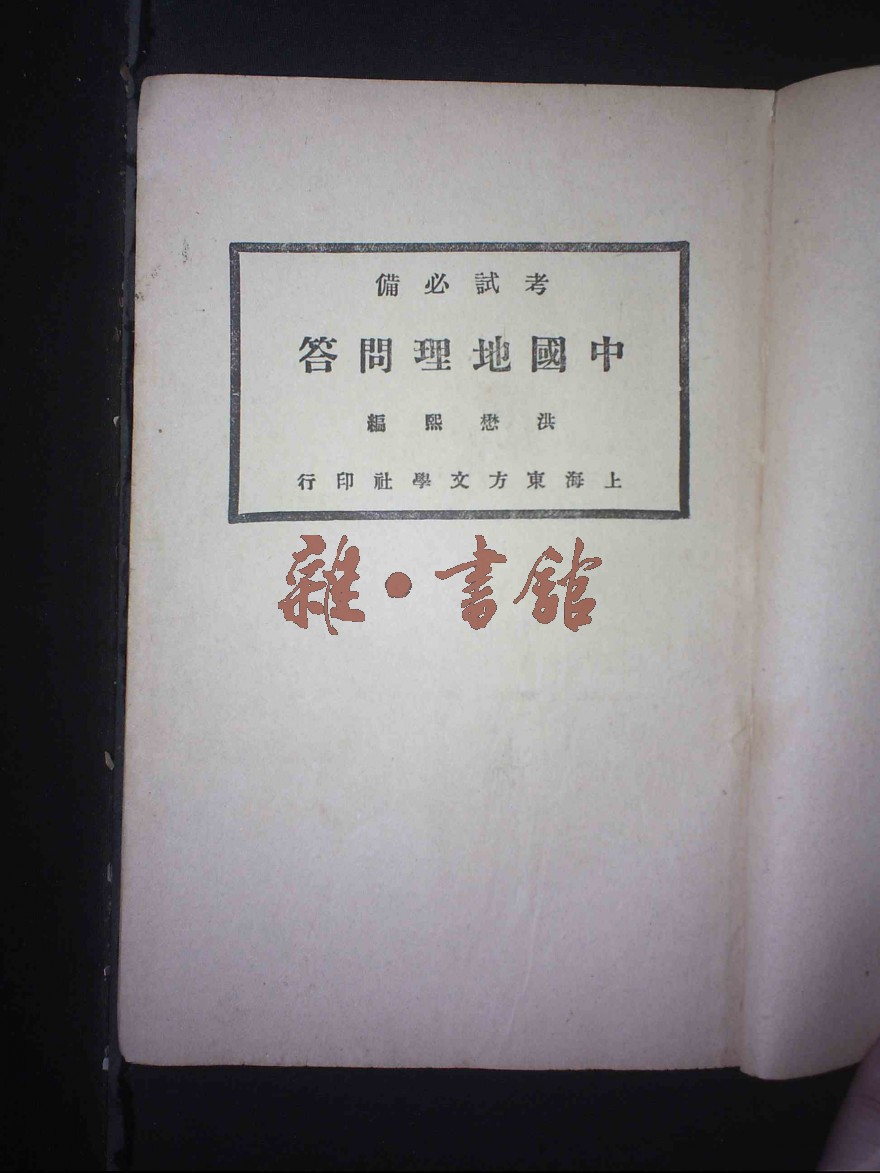 考試必備
中國地理問答
洪懋熙編
上海東方文學社印行
雜·書館